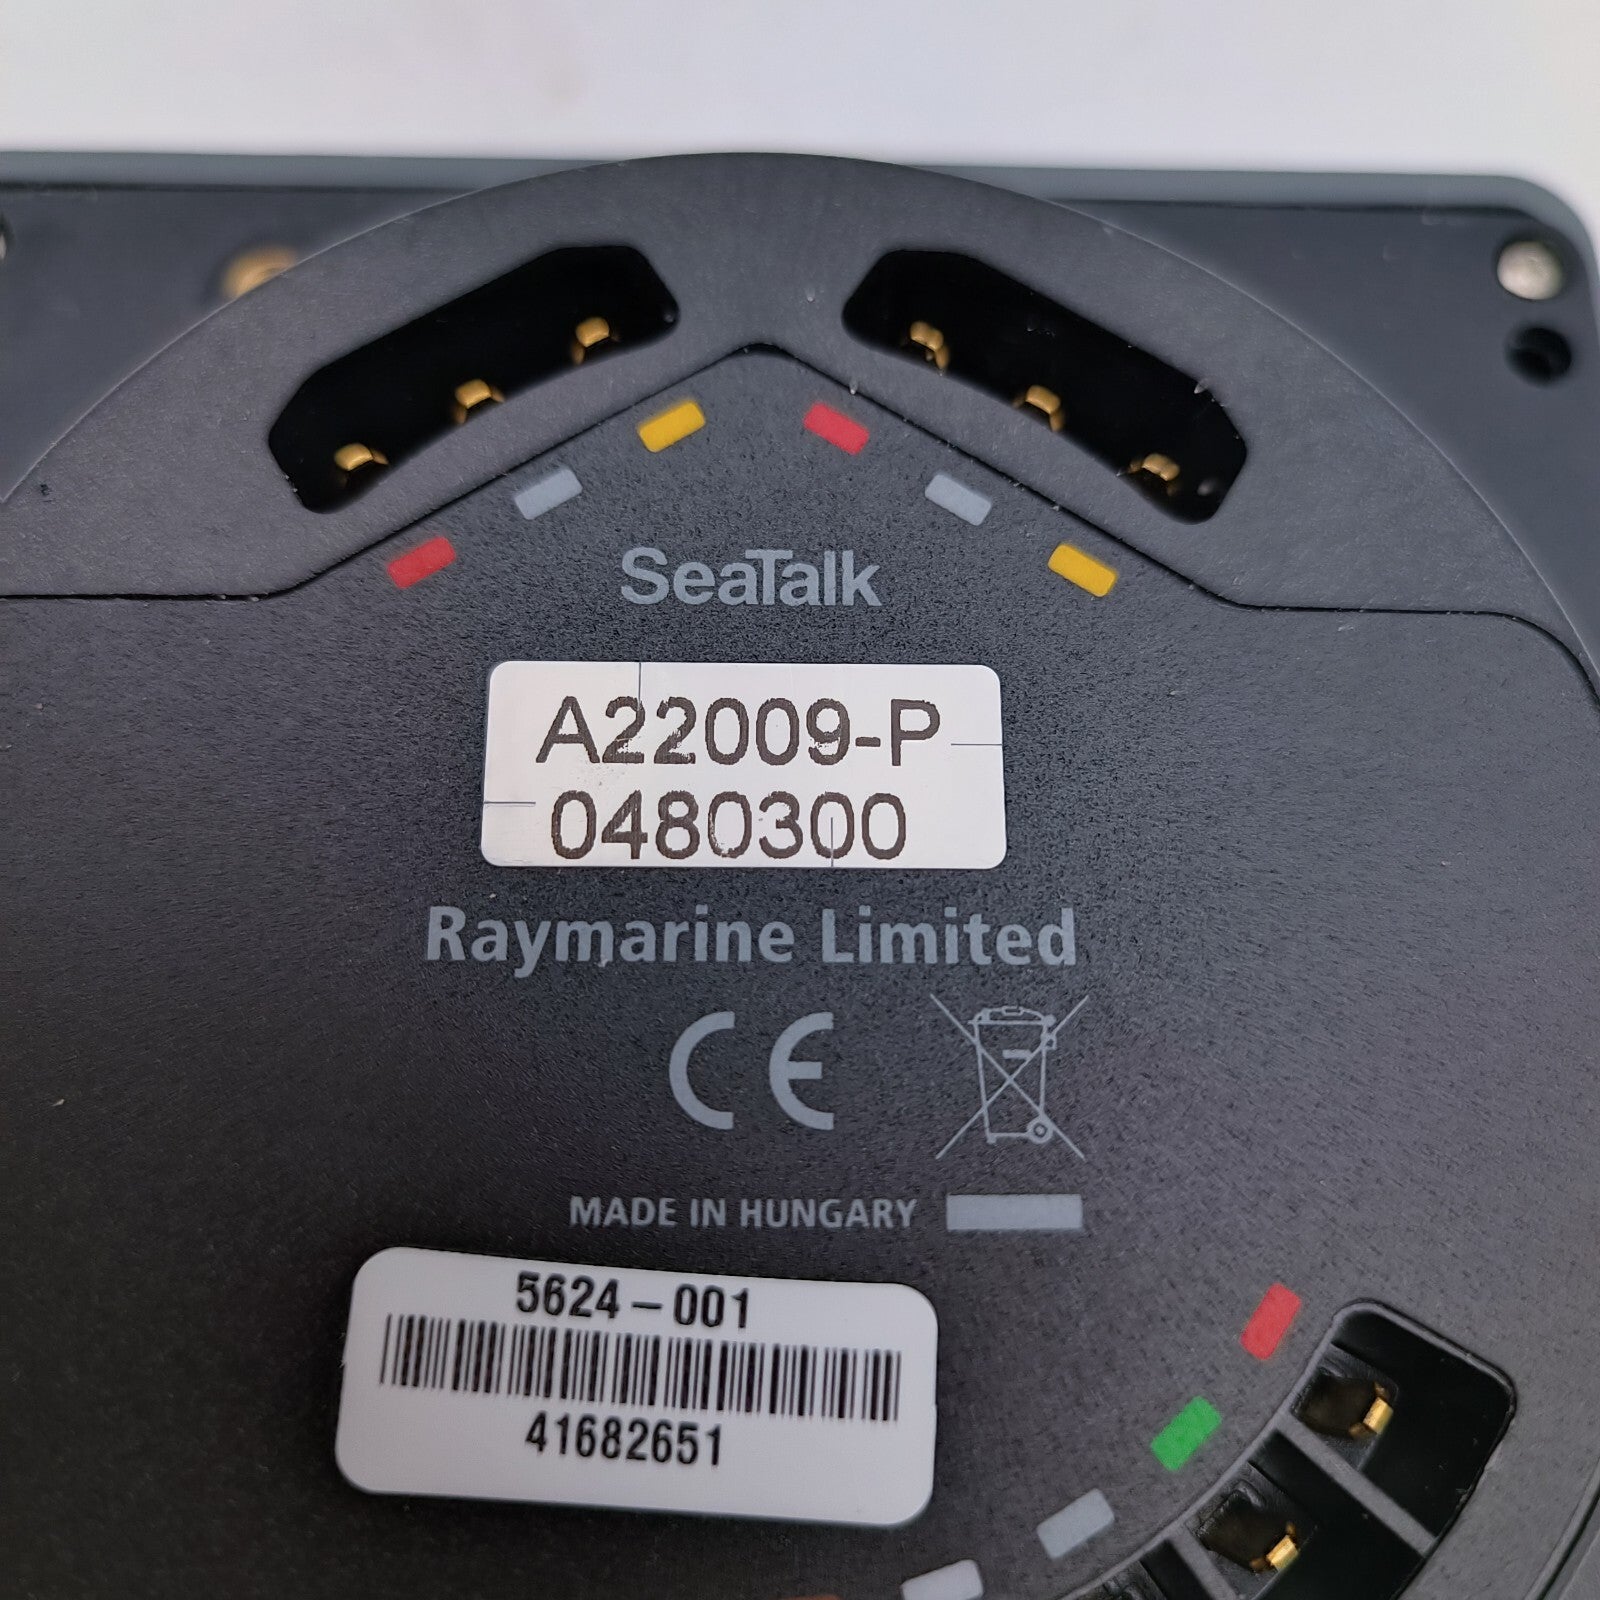 SeaTalk
A22009-P
0480300
Raymarine Limited
CE
MADE IN HUNGARY
5624-001
41682651